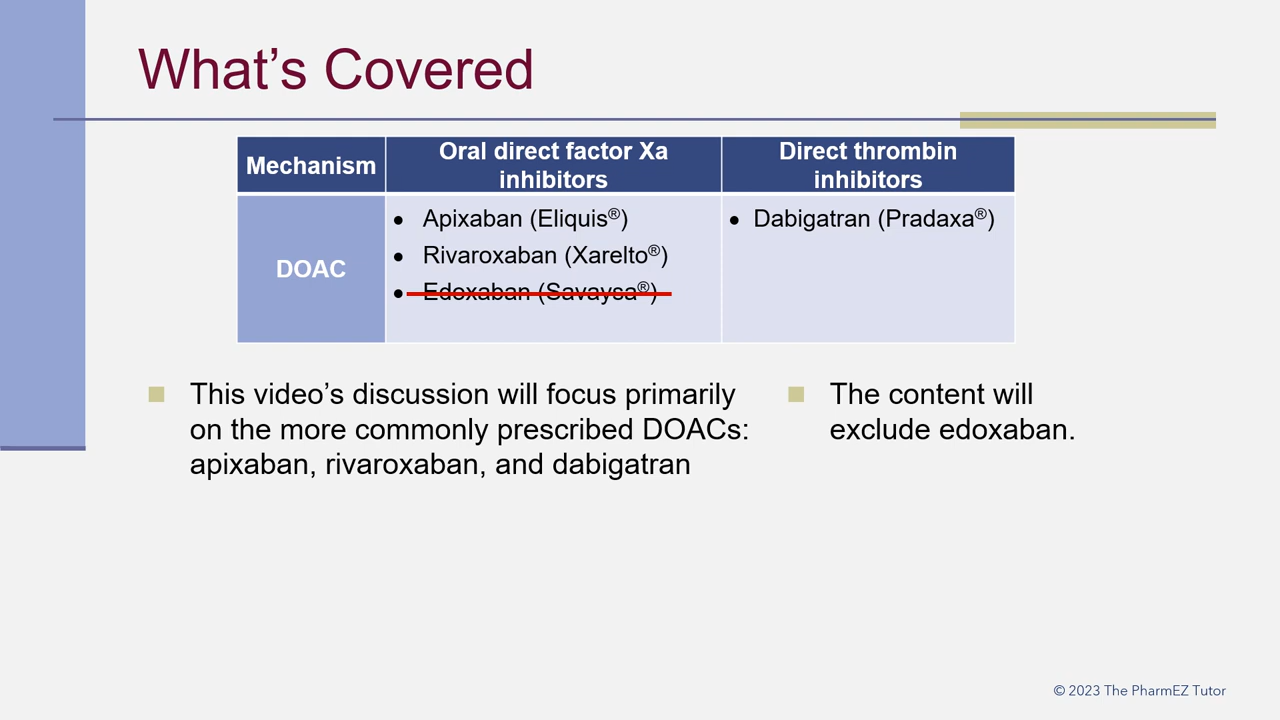 What’s Covered
Mechanism
Oral direct factor Xa
inhibitors
Direct thrombin
inhibitors
DOAC
• Apixaban (Eliquis®)
• Rivaroxaban (Xarelto®)
• Edoxaban (Savaysa®)
• Dabigatran (Pradaxa®)
This video’s discussion will focus primarily
on the more commonly prescribed DOACs:
apixaban, rivaroxaban, and dabigatran
The content will
exclude edoxaban.
© 2023 The PharmEZ Tutor